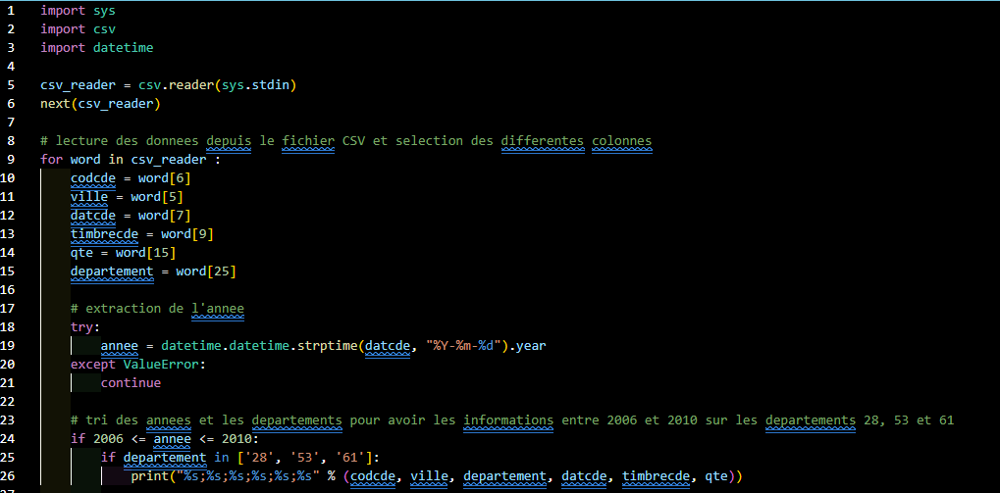 1 import sys
2 import csv
3 import datetime
4
5 csv_reader = csv.reader(sys.stdin)
6 next(csv_reader)
7
8 # lecture des donnees depuis le fichier CSV et selection des differentes colonnes
9 for word in csv_reader :
10     codcde = word[6]
11     ville = word[5]
12     datcde = word[7]
13     timbrecde = word[9]
14     qte = word[15]
15     departement = word[25]
16
17     # extraction de l'annee
18     try:
19         annee = datetime.datetime.strptime(datcde, "%Y-%m-%d").year
20     except ValueError:
21         continue
22
23     # tri des annees et les departements pour avoir les informations entre 2006 et 2010 sur les departements 28, 53 et 61
24     if 2006 <= annee <= 2010:
25         if departement in ['28', '53', '61']:
26             print("%s;%s;%s;%s;%s;%s" % (codcde, ville, departement, datcde, timbrecde, qte))
27